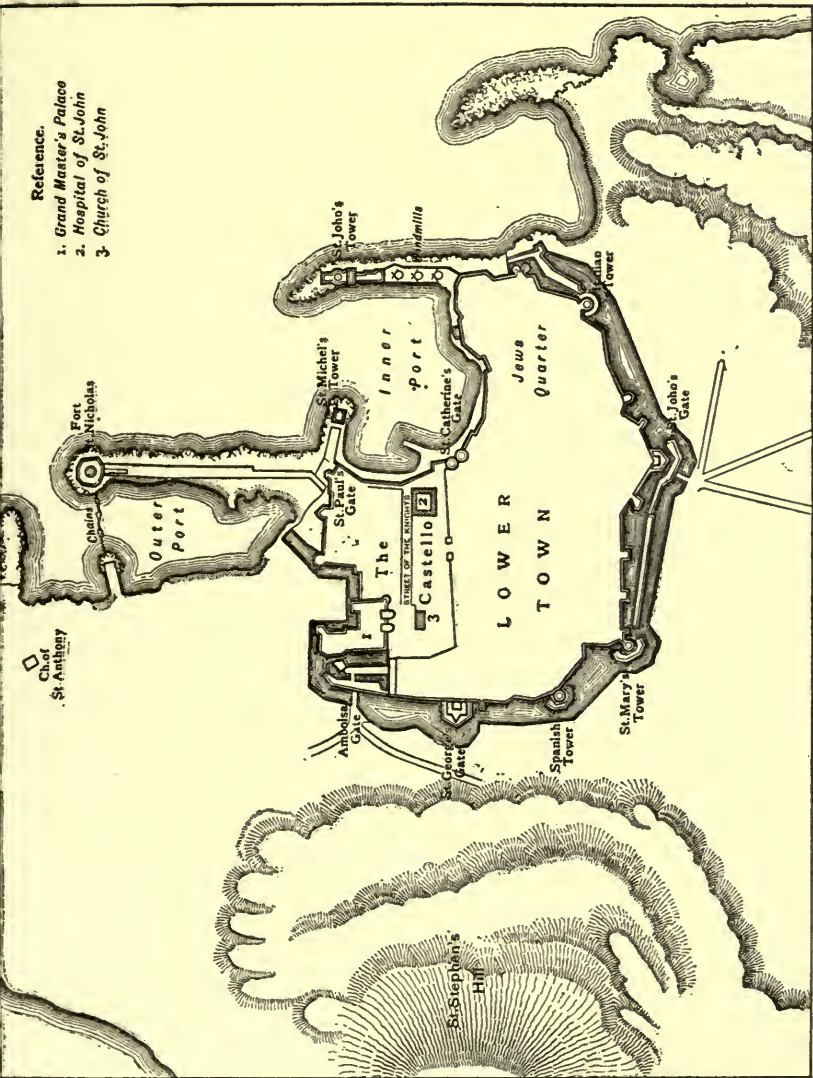 Reference.
1. Grand Master's Palace
2. Hospital of St. John
3. Church of St. John
Ch. of
St. Anthony
Chains
Fort
St. Nicholas
Outer
Port
St. Michel's
Tower
St. John's
Tower
Windmills
Inner
Port
St. Paul's
Gate
St. Catherine's
Gate
The
Castello
STREET OF THE KNIGHTS
1
2
3
Amboise
Gate
St. George's
Gate
Spanish
Tower
St. Mary's
Tower
LOWER
TOWN
Jews
Quarter
Italian
Tower
St. John's
Gate
St. Stephen's
Hill